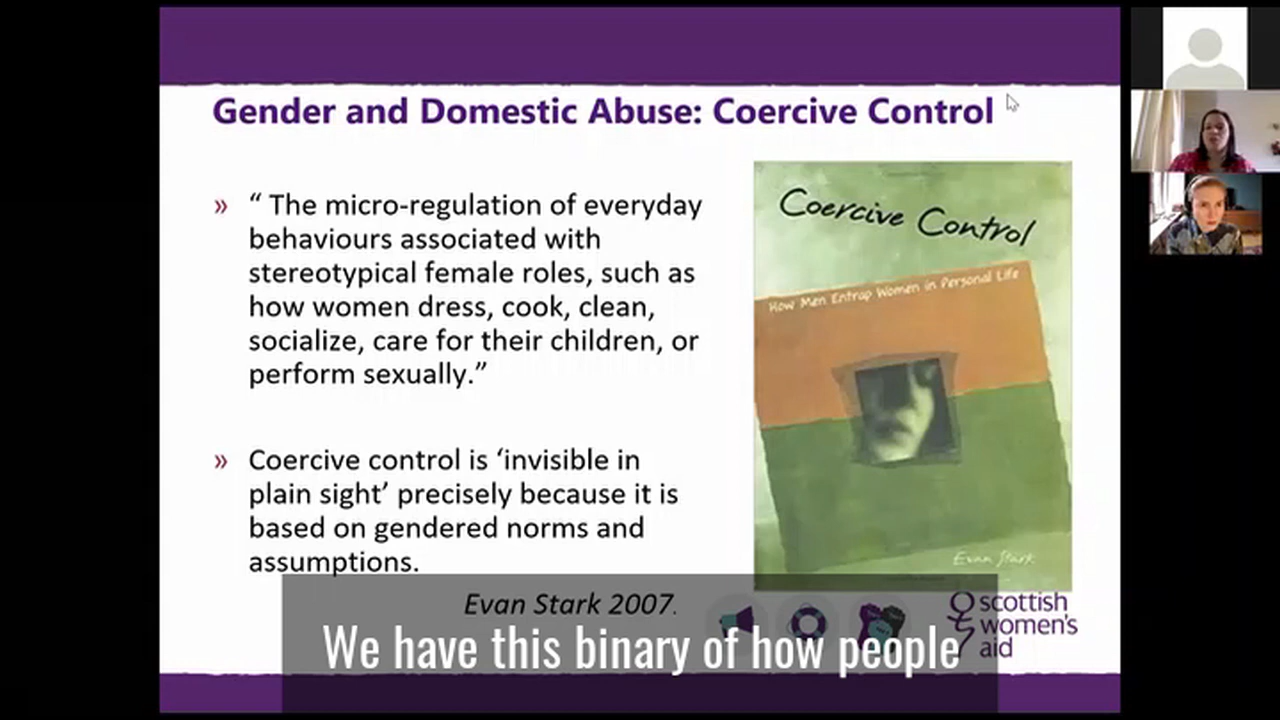 Gender and Domestic Abuse: Coercive Control
» “ The micro-regulation of everyday
behaviours associated with
stereotypical female roles, such as
how women dress, cook, clean,
socialize, care for their children, or
perform sexually.”
» Coercive control is ‘invisible in
plain sight’ precisely because it is
based on gendered norms and
assumptions.
Evan Stark 2007.
Coercive Control
How Men Entrap Women in Personal Life
Evan Stark
scottish
women's
aid
We have this binary of how people